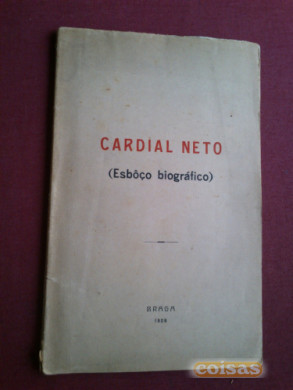 CARDIAL NETO
(Esbôço biográfico)
BRAGA
coisas